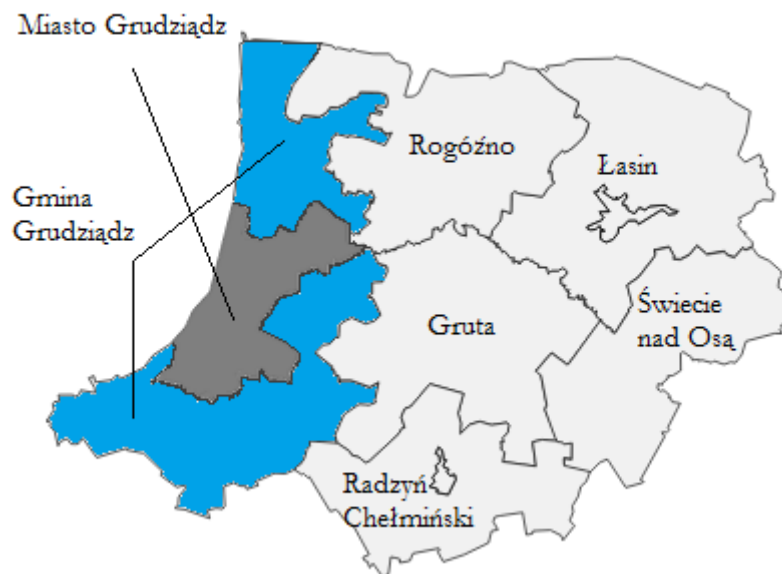 Miasto Grudziądz
Rogóźno
Łasin
Gmina
Grudziądz
Gruta
Świecie
nad Osą
Radzyń
Chełmiński